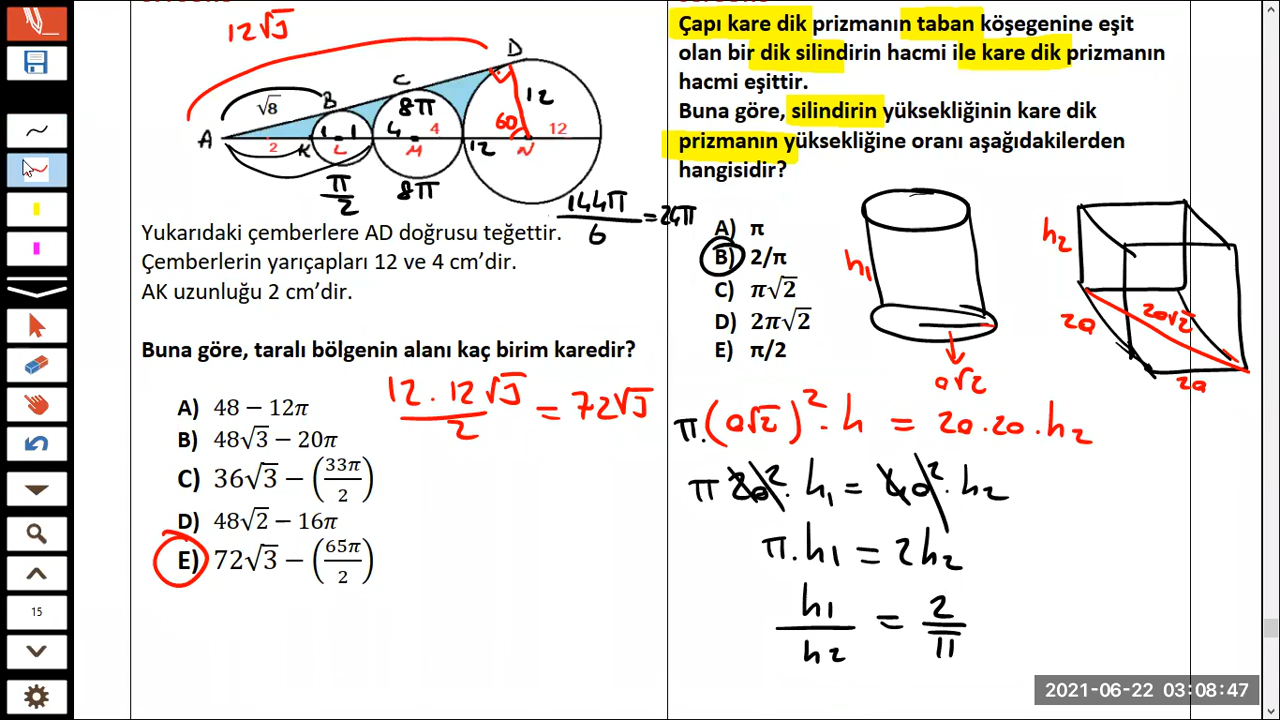 12√3
D
C
B
√8
8π
12
A
2
K
1
1
L
4
M
4
60
12
N
12
π/2
8π
144π/6 = 24π
Yukarıdaki çemberlere AD doğrusu teğettir.
Çemberlerin yarıçapları 12 ve 4 cm’dir.
AK uzunluğu 2 cm’dir.
Buna göre, taralı bölgenin alanı kaç birim karedir?
12 . 12√3 / 2 = 72√3
A) 48 − 12π
B) 48√3 − 20π
C) 36√3 − (33π/2)
D) 48√2 − 16π
E) 72√3 − (65π/2)
Çapı kare dik prizmanın taban köşegenine eşit
olan bir dik silindirin hacmi ile kare dik prizmanın
hacmi eşittir.
Buna göre, silindirin yüksekliğinin kare dik
prizmanın yüksekliğine oranı aşağıdakilerden
hangisidir?
A) π
B) 2/π
C) π√2
D) 2π√2
E) π/2
h1
a√2
h2
2a
2a√2
2a
π.(a√2)².h = 2a.2a.h2
π 2a².h1 = 4a².h2
π.h1 = 2h2
h1/h2 = 2/π
15
2021-06-22 03:08:47